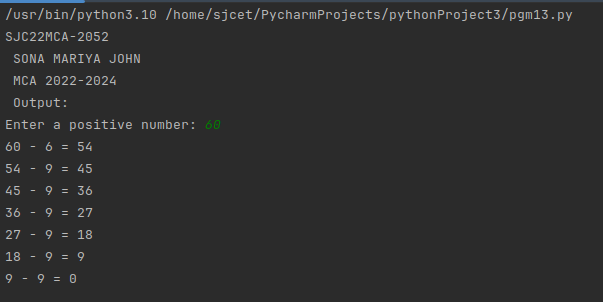 /usr/bin/python3.10 /home/sjcet/PycharmProjects/pythonProject3/pgm13.py
SJC22MCA-2052
SONA MARIYA JOHN
MCA 2022-2024
Output:
Enter a positive number: 60
60 - 6 = 54
54 - 9 = 45
45 - 9 = 36
36 - 9 = 27
27 - 9 = 18
18 - 9 = 9
9 - 9 = 0